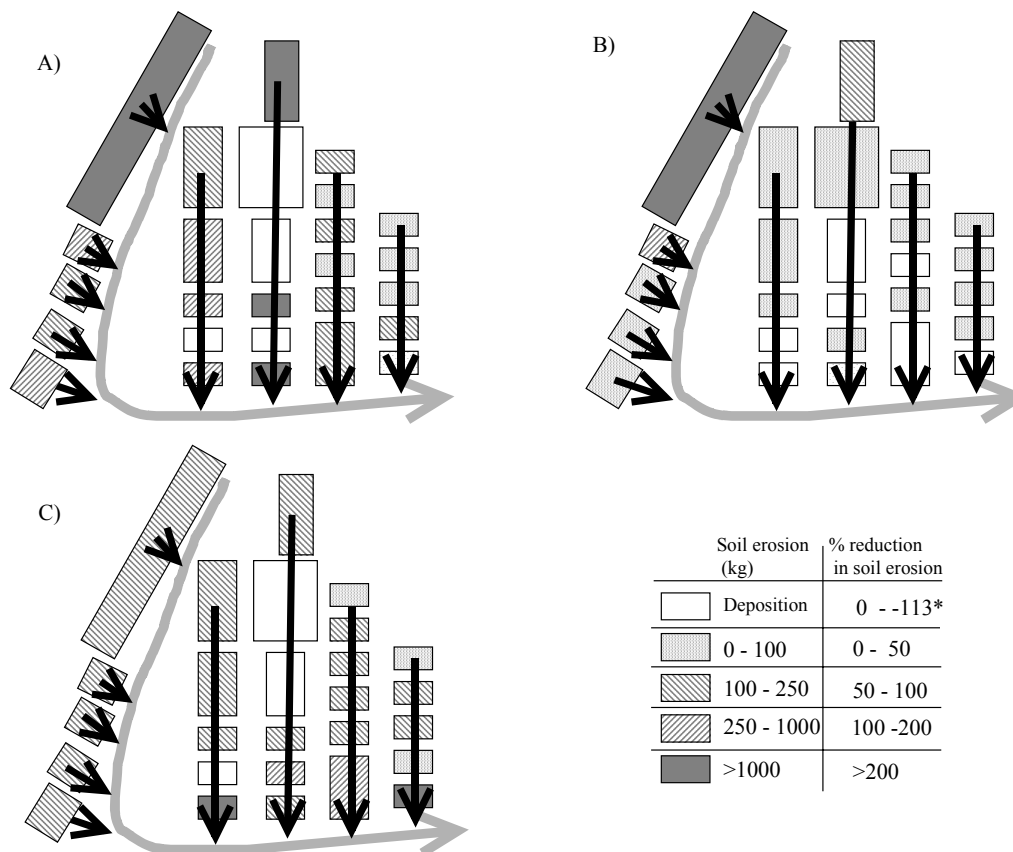 A)
B)
C)
Soil erosion % reduction
(kg) in soil erosion
Deposition 0 - -113*
0 - 100 0 - 50
100 - 250 50 - 100
250 - 1000 100 -200
>1000 >200